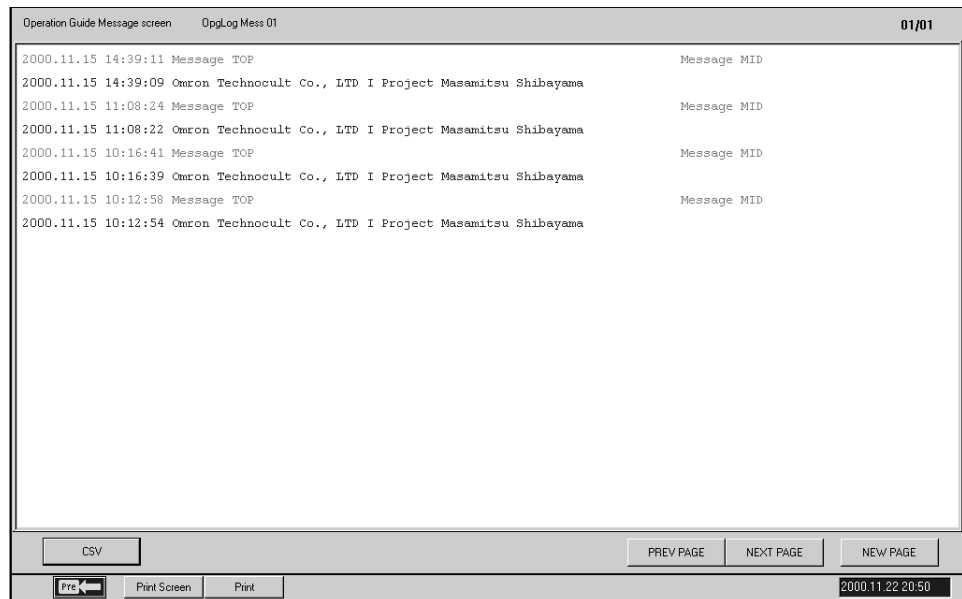 Operation Guide Message screen OpgLog Mess 01 01/01
2000.11.15 14:39:11 Message TOP Message MID
2000.11.15 14:39:09 Omron Technocult Co., LTD I Project Masamitsu Shibayama
2000.11.15 11:08:24 Message TOP Message MID
2000.11.15 11:08:22 Omron Technocult Co., LTD I Project Masamitsu Shibayama
2000.11.15 10:16:41 Message TOP Message MID
2000.11.15 10:16:39 Omron Technocult Co., LTD I Project Masamitsu Shibayama
2000.11.15 10:12:58 Message TOP Message MID
2000.11.15 10:12:54 Omron Technocult Co., LTD I Project Masamitsu Shibayama
CSV PREV PAGE NEXT PAGE NEW PAGE
Pre Print Screen Print 2000.11.22 20:50